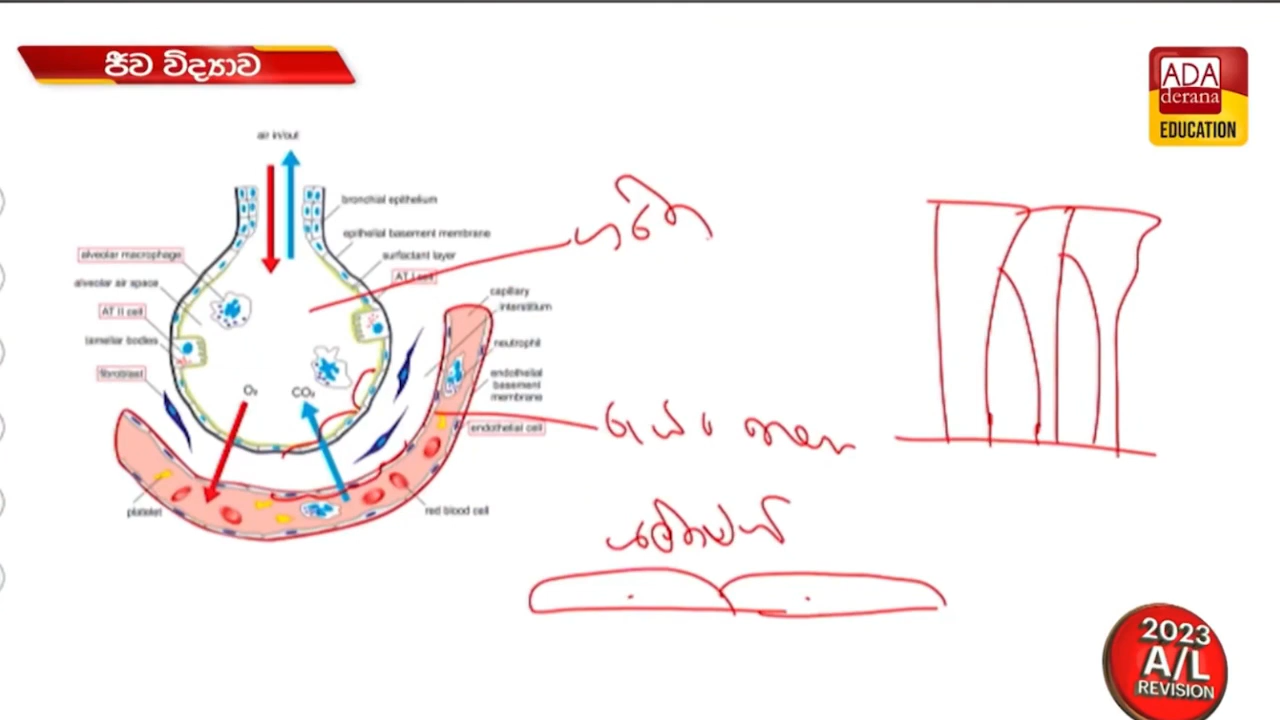 ජීව විද්‍යාව
ADA
derana
EDUCATION
air in/out
bronchial epithelium
epithelial basement membrane
surfactant layer
AT I cell
alveolar macrophage
alveolar air space
AT II cell
lamellar bodies
fibroblast
capillary
interstitium
neutrophil
endothelial
basement
membrane
endothelial cell
O₂
CO₂
platelet
red blood cell
2023
A/L
REVISION